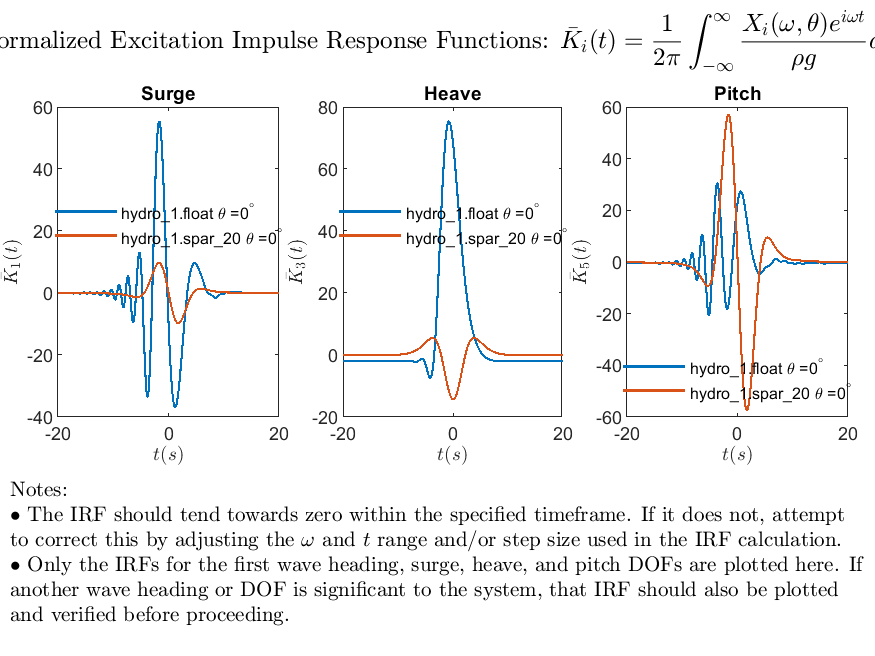 ormalized Excitation Impulse Response Functions: K̄ᵢ(t) = 1/2π ∫_{-∞}^{∞} Xᵢ(ω, θ)e^{iωt}/ρg
Surge
Heave
Pitch
60
40
20
0
-20
-40
K̄₁(t)
hydro_1.float θ =0°
hydro_1.spar_20 θ =0°
-20
0
20
t(s)
80
60
40
20
0
-20
K̄₃(t)
hydro_1.float θ =0°
hydro_1.spar_20 θ =0°
-20
0
20
t(s)
60
40
20
0
-20
-40
-60
K̄₅(t)
hydro_1.float θ =0°
hydro_1.spar_20 θ =0°
-20
0
20
t(s)
Notes:
• The IRF should tend towards zero within the specified timeframe. If it does not, attempt
to correct this by adjusting the ω and t range and/or step size used in the IRF calculation.
• Only the IRFs for the first wave heading, surge, heave, and pitch DOFs are plotted here. If
another wave heading or DOF is significant to the system, that IRF should also be plotted
and verified before proceeding.